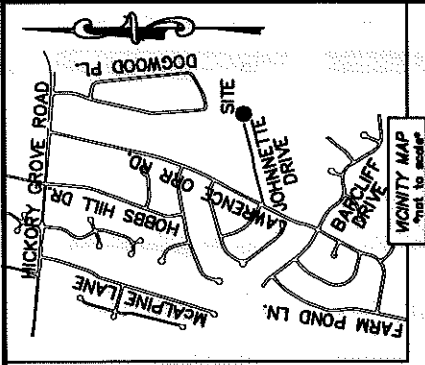 HICKORY GROVE ROAD
DOGWOOD PL.
SITE
JOHNNETTE
DRIVE
LAWRENCE ORR RD.
HOBBS HILL DR
McALPINE LANE
BARCLIFF
DRIVE
FARM POND LN.
VICINITY MAP
*not to scale*